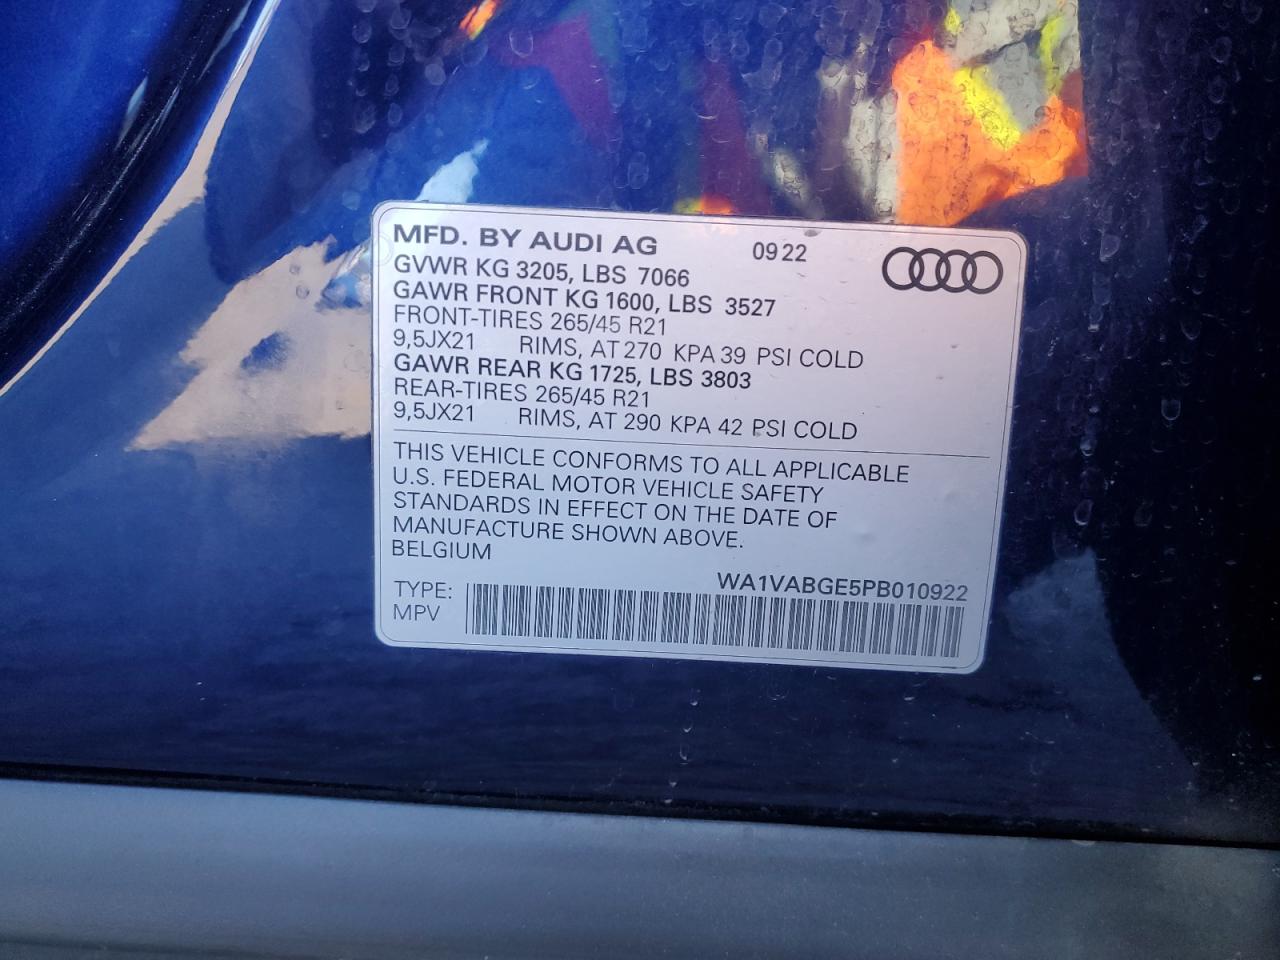 MFD. BY AUDI AG 09 22
GVWR KG 3205, LBS 7066
GAWR FRONT KG 1600, LBS 3527
FRONT-TIRES 265/45 R21
9,5JX21 RIMS, AT 270 KPA 39 PSI COLD
GAWR REAR KG 1725, LBS 3803
REAR-TIRES 265/45 R21
9,5JX21 RIMS, AT 290 KPA 42 PSI COLD
THIS VEHICLE CONFORMS TO ALL APPLICABLE
U.S. FEDERAL MOTOR VEHICLE SAFETY
STANDARDS IN EFFECT ON THE DATE OF
MANUFACTURE SHOWN ABOVE.
BELGIUM
WA1VABGE5PB010922
TYPE:
MPV